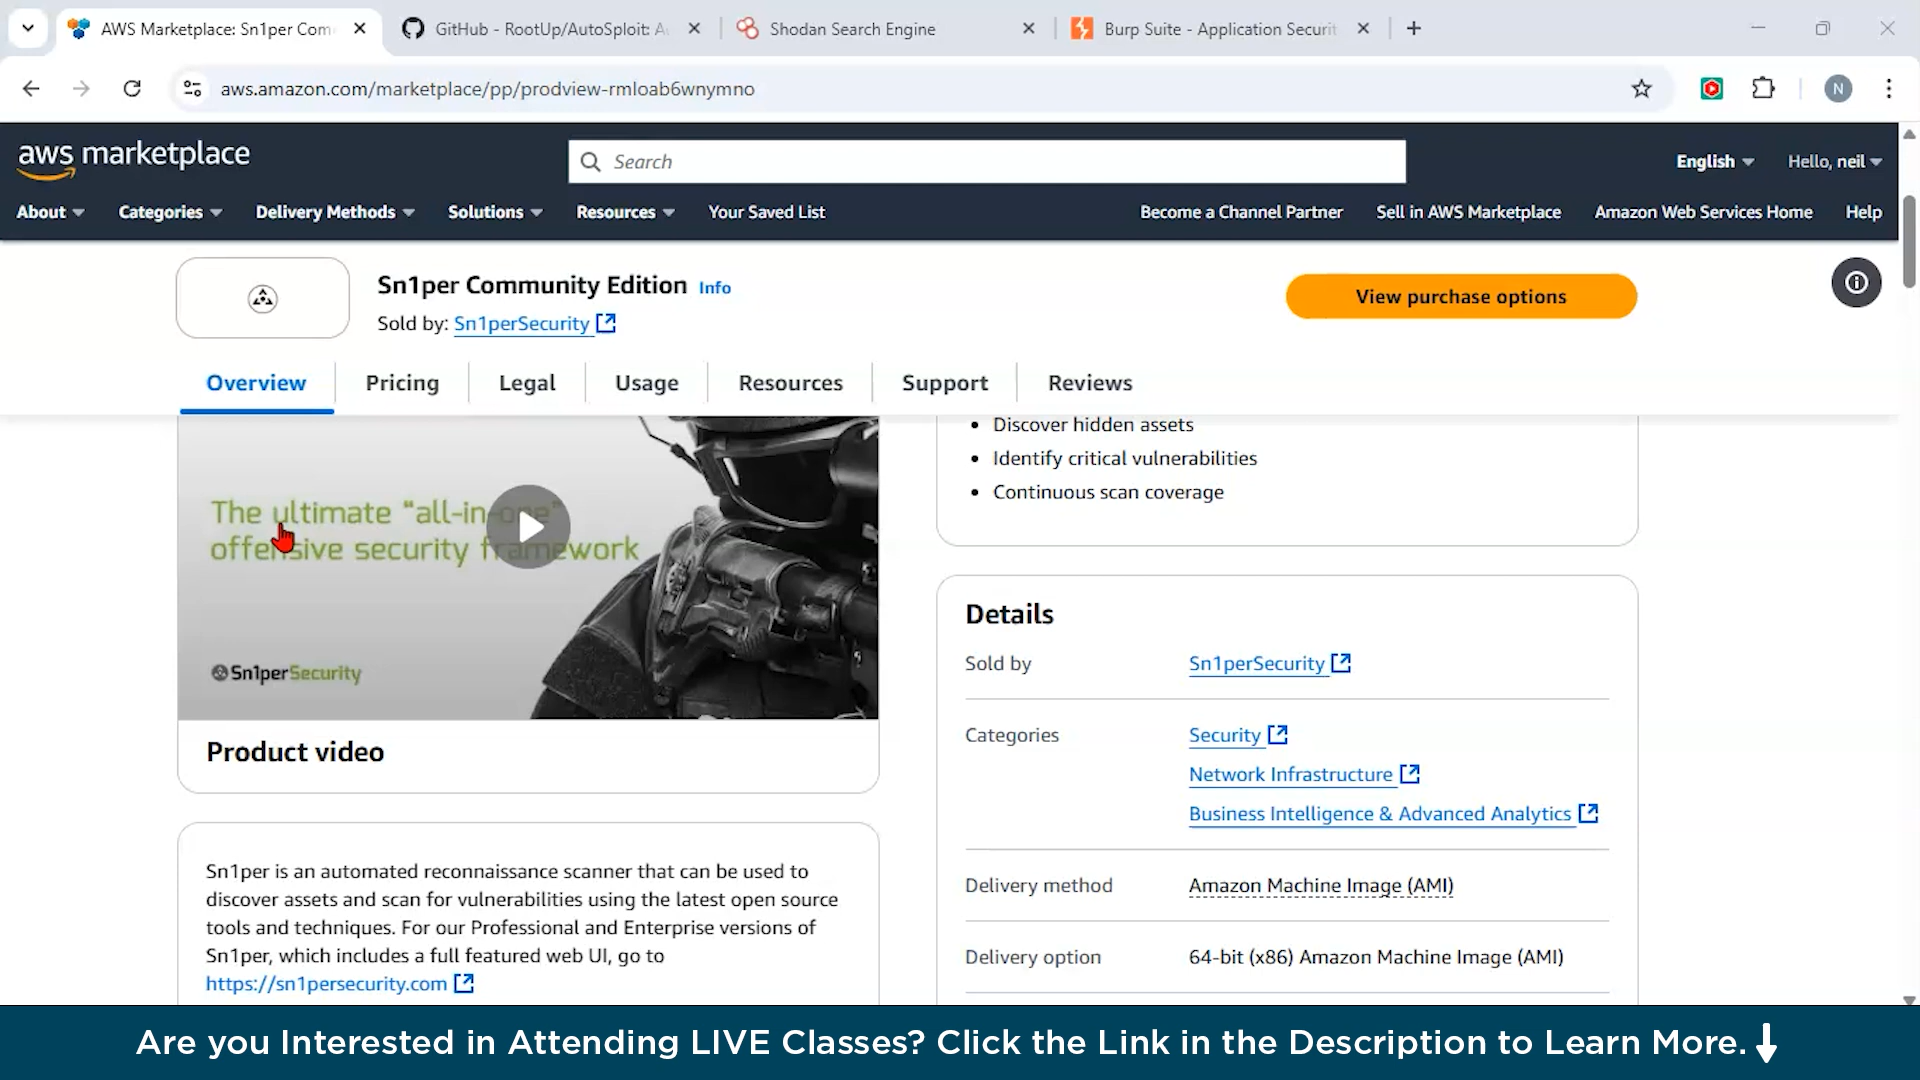 AWS Marketplace: Sn1per Com
GitHub - RootUp/AutoSploit: A
Shodan Search Engine
Burp Suite - Application Securit
aws.amazon.com/marketplace/pp/prodview-rmloab6wnymno
N
aws marketplace
Search
English
Hello, neil
About
Categories
Delivery Methods
Solutions
Resources
Your Saved List
Become a Channel Partner
Sell in AWS Marketplace
Amazon Web Services Home
Help
Sn1per Community Edition Info
Sold by: Sn1perSecurity
View purchase options
Overview
Pricing
Legal
Usage
Resources
Support
Reviews
The ultimate “all-in-one”
offensive security framework
Sn1perSecurity
Product video
Sn1per is an automated reconnaissance scanner that can be used to
discover assets and scan for vulnerabilities using the latest open source
tools and techniques. For our Professional and Enterprise versions of
Sn1per, which includes a full featured web UI, go to
https://sn1persecurity.com
• Discover hidden assets
• Identify critical vulnerabilities
• Continuous scan coverage
Details
Sold by Sn1perSecurity
Categories Security
Network Infrastructure
Business Intelligence & Advanced Analytics
Delivery method Amazon Machine Image (AMI)
Delivery option 64-bit (x86) Amazon Machine Image (AMI)
Are you Interested in Attending LIVE Classes? Click the Link in the Description to Learn More.